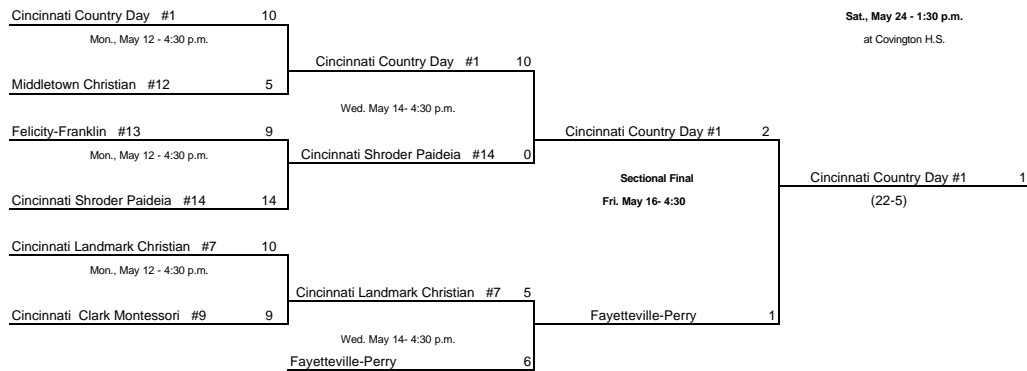 Cincinnati Country Day #1 10
Sat., May 24 - 1:30 p.m.
Mon., May 12 - 4:30 p.m.
at Covington H.S.
Cincinnati Country Day #1 10
Middletown Christian #12 5
Wed. May 14- 4:30 p.m.
Felicity-Franklin #13 9
Cincinnati Country Day #1 2
Mon., May 12 - 4:30 p.m.
Cincinnati Shroder Paideia #14 0
Sectional Final
Cincinnati Country Day #1 1
Cincinnati Shroder Paideia #14 14
Fri. May 16- 4:30
(22-5)
Cincinnati Landmark Christian #7 10
Mon., May 12 - 4:30 p.m.
Cincinnati Landmark Christian #7 5
Cincinnati Clark Montessori #9 9
Fayetteville-Perry 1
Wed. May 14- 4:30 p.m.
Fayetteville-Perry 6